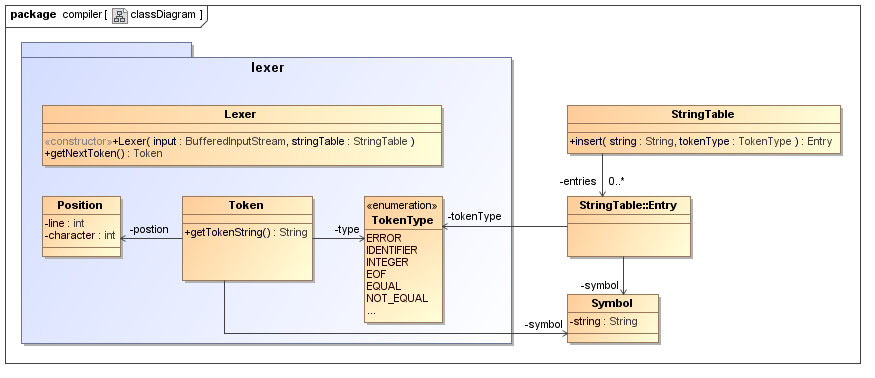 package compiler [ classDiagram ]
lexer
Lexer
«constructor»+Lexer( input : BufferedInputStream, stringTable : StringTable )
+getNextToken() : Token
StringTable
+insert( string : String, tokenType : TokenType ) : Entry
-entries 0..*
Position
-line : int
-character : int
-postion
Token
+getTokenString() : String
-type
«enumeration»
TokenType
ERROR
IDENTIFIER
INTEGER
EOF
EQUAL
NOT_EQUAL
...
-tokenType
StringTable::Entry
-symbol
Symbol
-string : String
-symbol